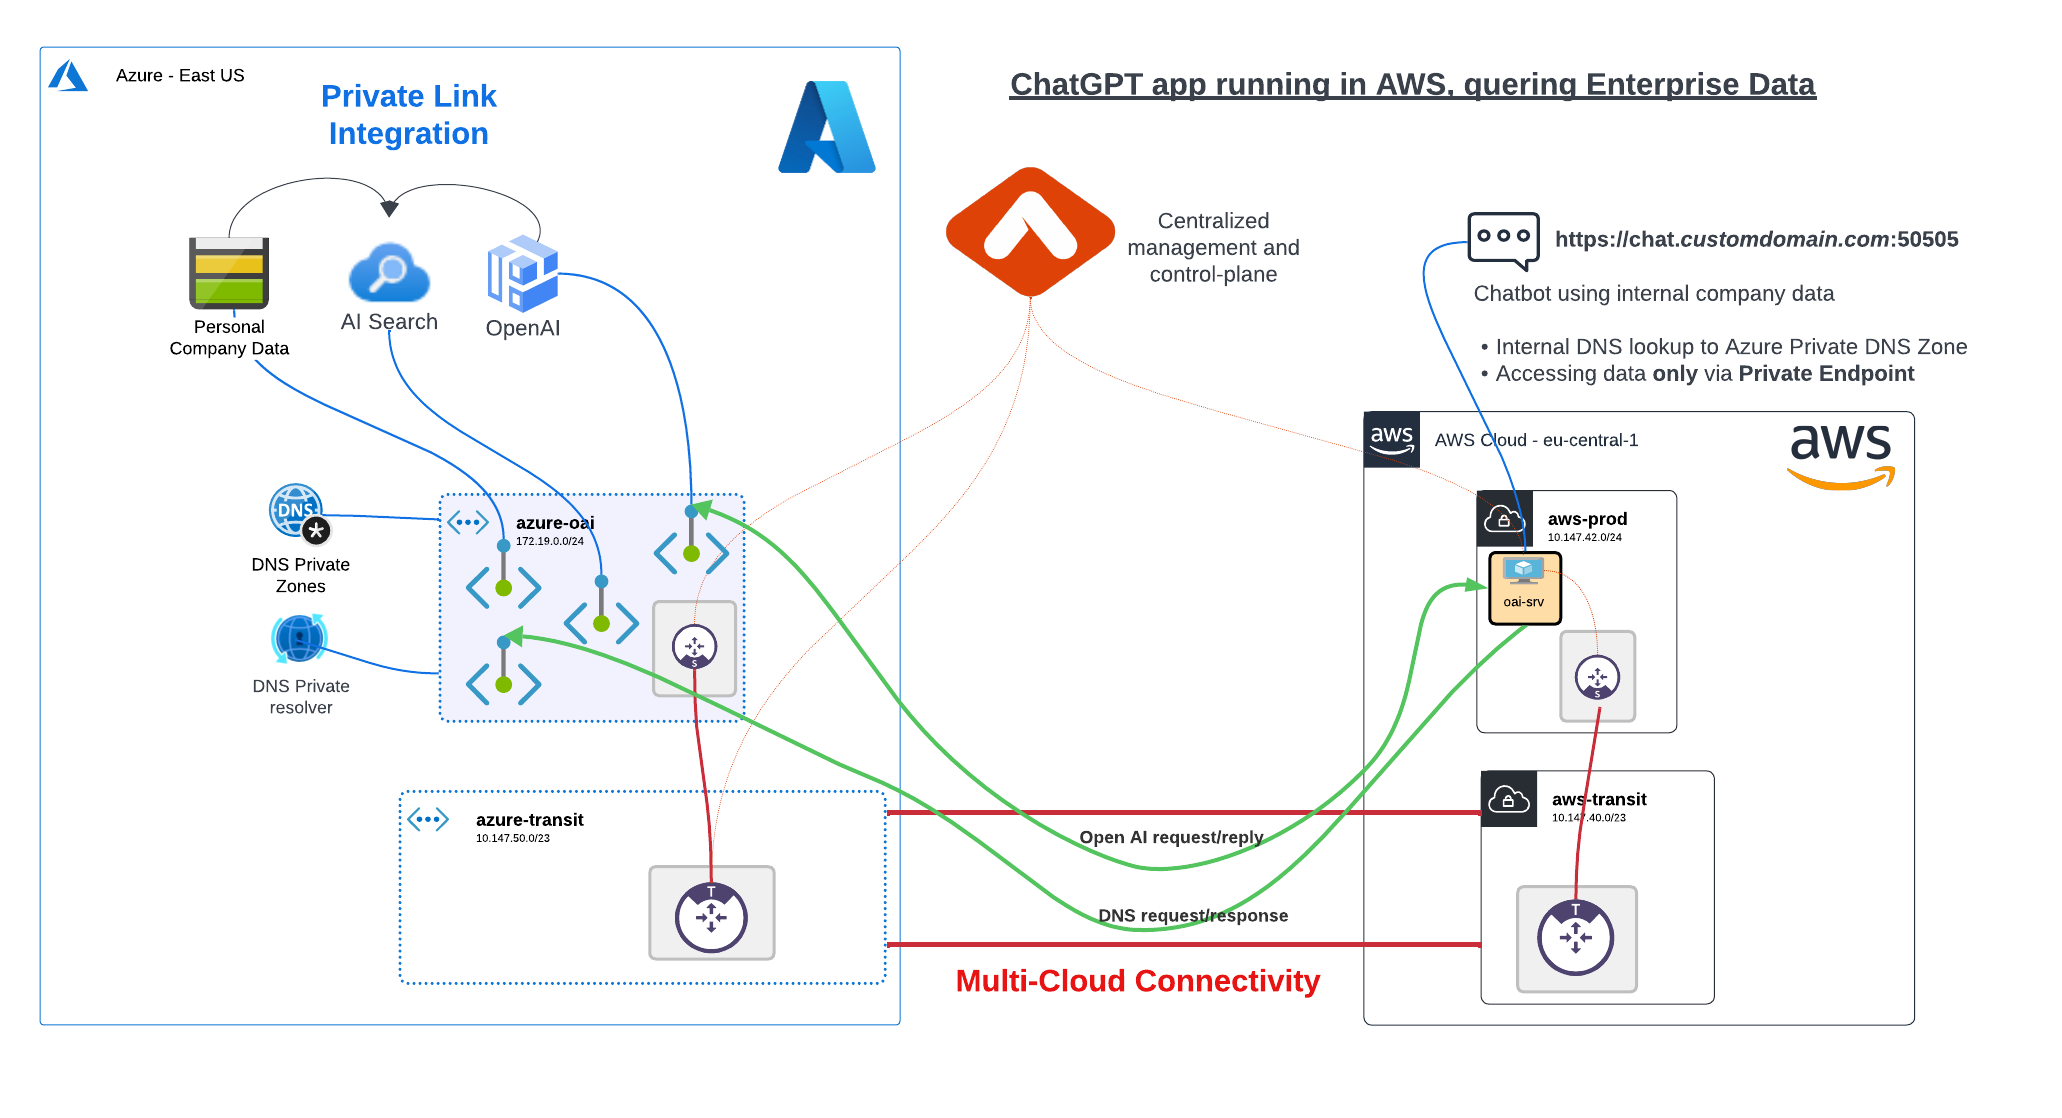 Azure - East US
Private Link
Integration
ChatGPT app running in AWS, quering Enterprise Data
Centralized
management and
control-plane
https://chat.customdomain.com:50505
Chatbot using internal company data
• Internal DNS lookup to Azure Private DNS Zone
• Accessing data only via Private Endpoint
Personal
Company Data
AI Search
OpenAI
aws
AWS Cloud - eu-central-1
aws
DNS
DNS Private
Zones
DNS Private
resolver
azure-oai
172.19.0.0/24
S
aws-prod
10.147.42.0/24
oai-srv
S
azure-transit
10.147.50.0/23
T
aws-transit
10.147.40.0/23
T
Open AI request/reply
DNS request/response
Multi-Cloud Connectivity